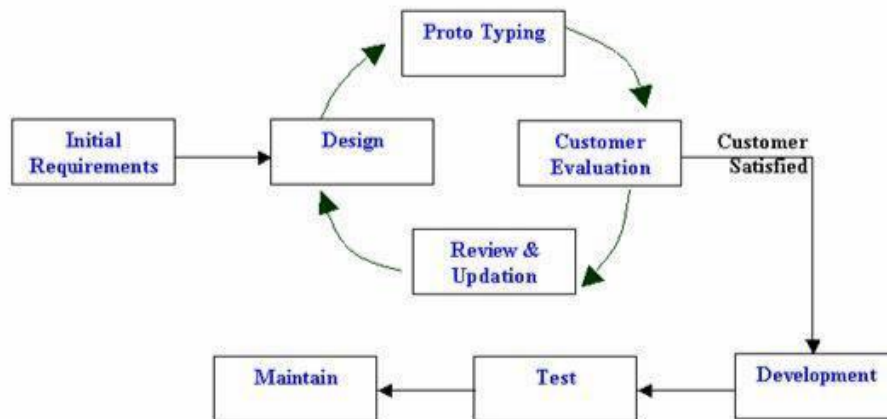 Proto Typing
Initial
Requirements
Design
Customer
Evaluation
Customer
Satisfied
Review &
Updation
Maintain
Test
Development